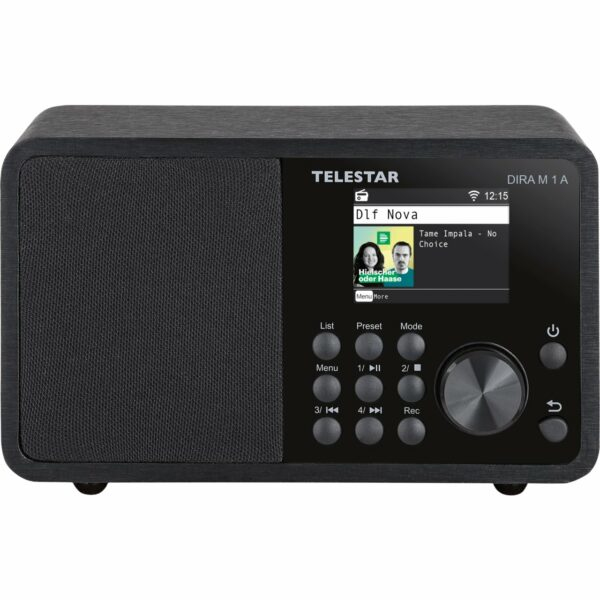 TELESTAR
DIRA M 1 A
12:15
Dlf Nova
Tame Impala - No
Choice
Hielscher
oder Haase
Menu More
List Preset Mode
Menu 1/ 2/
3/ 4/ Rec